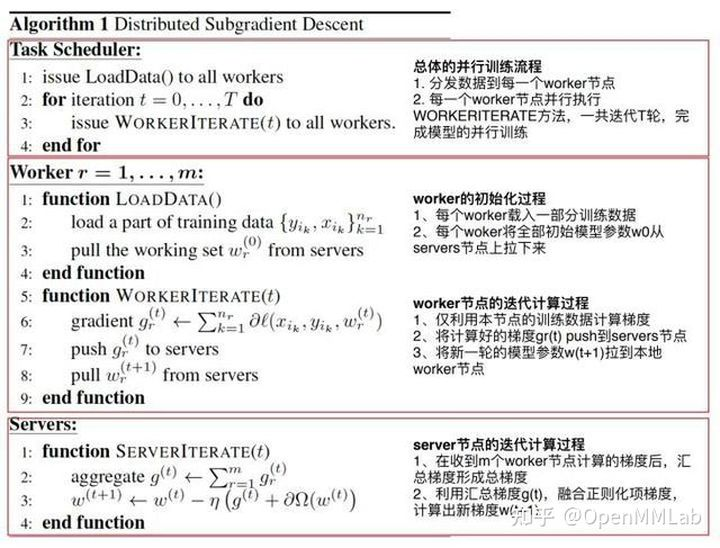 Algorithm 1 Distributed Subgradient Descent
Task Scheduler:
1: issue LoadData() to all workers
2: for iteration t = 0, . . . , T do
3: issue WORKERITERATE(t) to all workers.
4: end for
总体的并行训练流程
1. 分发数据到每一个worker节点
2. 每一个worker节点并行执行
WORKERITERATE方法，一共迭代T轮，完
成模型的并行训练
Worker r = 1, . . . , m:
1: function LOADDATA()
2: load a part of training data {y_{i_k}, x_{i_k}}_{k=1}^{n_r}
3: pull the working set w_r^{(0)} from servers
4: end function
5: function WORKERITERATE(t)
6: gradient g_r^{(t)} ← ∑_{k=1}^{n_r} ∂ℓ(x_{i_k}, y_{i_k}, w_r^{(t)})
7: push g_r^{(t)} to servers
8: pull w_r^{(t+1)} from servers
9: end function
worker的初始化过程
1、每个worker载入一部分训练数据
2、每个woker将全部初始模型参数w0从
servers节点上拉下来
worker节点的迭代计算过程
1、仅利用本节点的训练数据计算梯度
2、将计算好的梯度gr(t) push到servers节点
3、将新一轮的模型参数w(t+1)拉到本地
worker节点
Servers:
1: function SERVERITERATE(t)
2: aggregate g^{(t)} ← ∑_{r=1}^{m} g_r^{(t)}
3: w^{(t+1)} ← w^{(t)} − η (g^{(t)} + ∂Ω(w^{(t)})
4: end function
server节点的迭代计算过程
1、在收到m个worker节点计算的梯度后，汇
总梯度形成总梯度
2、利用汇总梯度g(t)，融合正则化项梯度，
计算出新梯度w(t+1)
知乎 @OpenMMLab